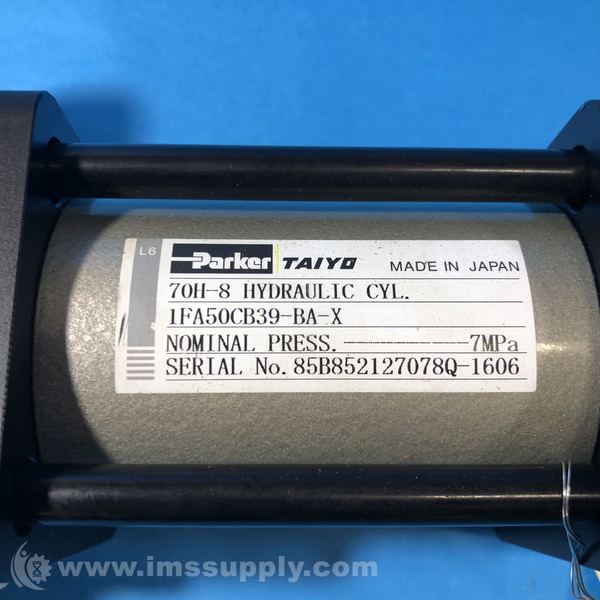 L6
Parker TAIYO MADE IN JAPAN
70H-8 HYDRAULIC CYL.
1FA50CB39-BA-X
NOMINAL PRESS.--------7MPa
SERIAL No. 85B852127078Q-1606
www.imssupply.com